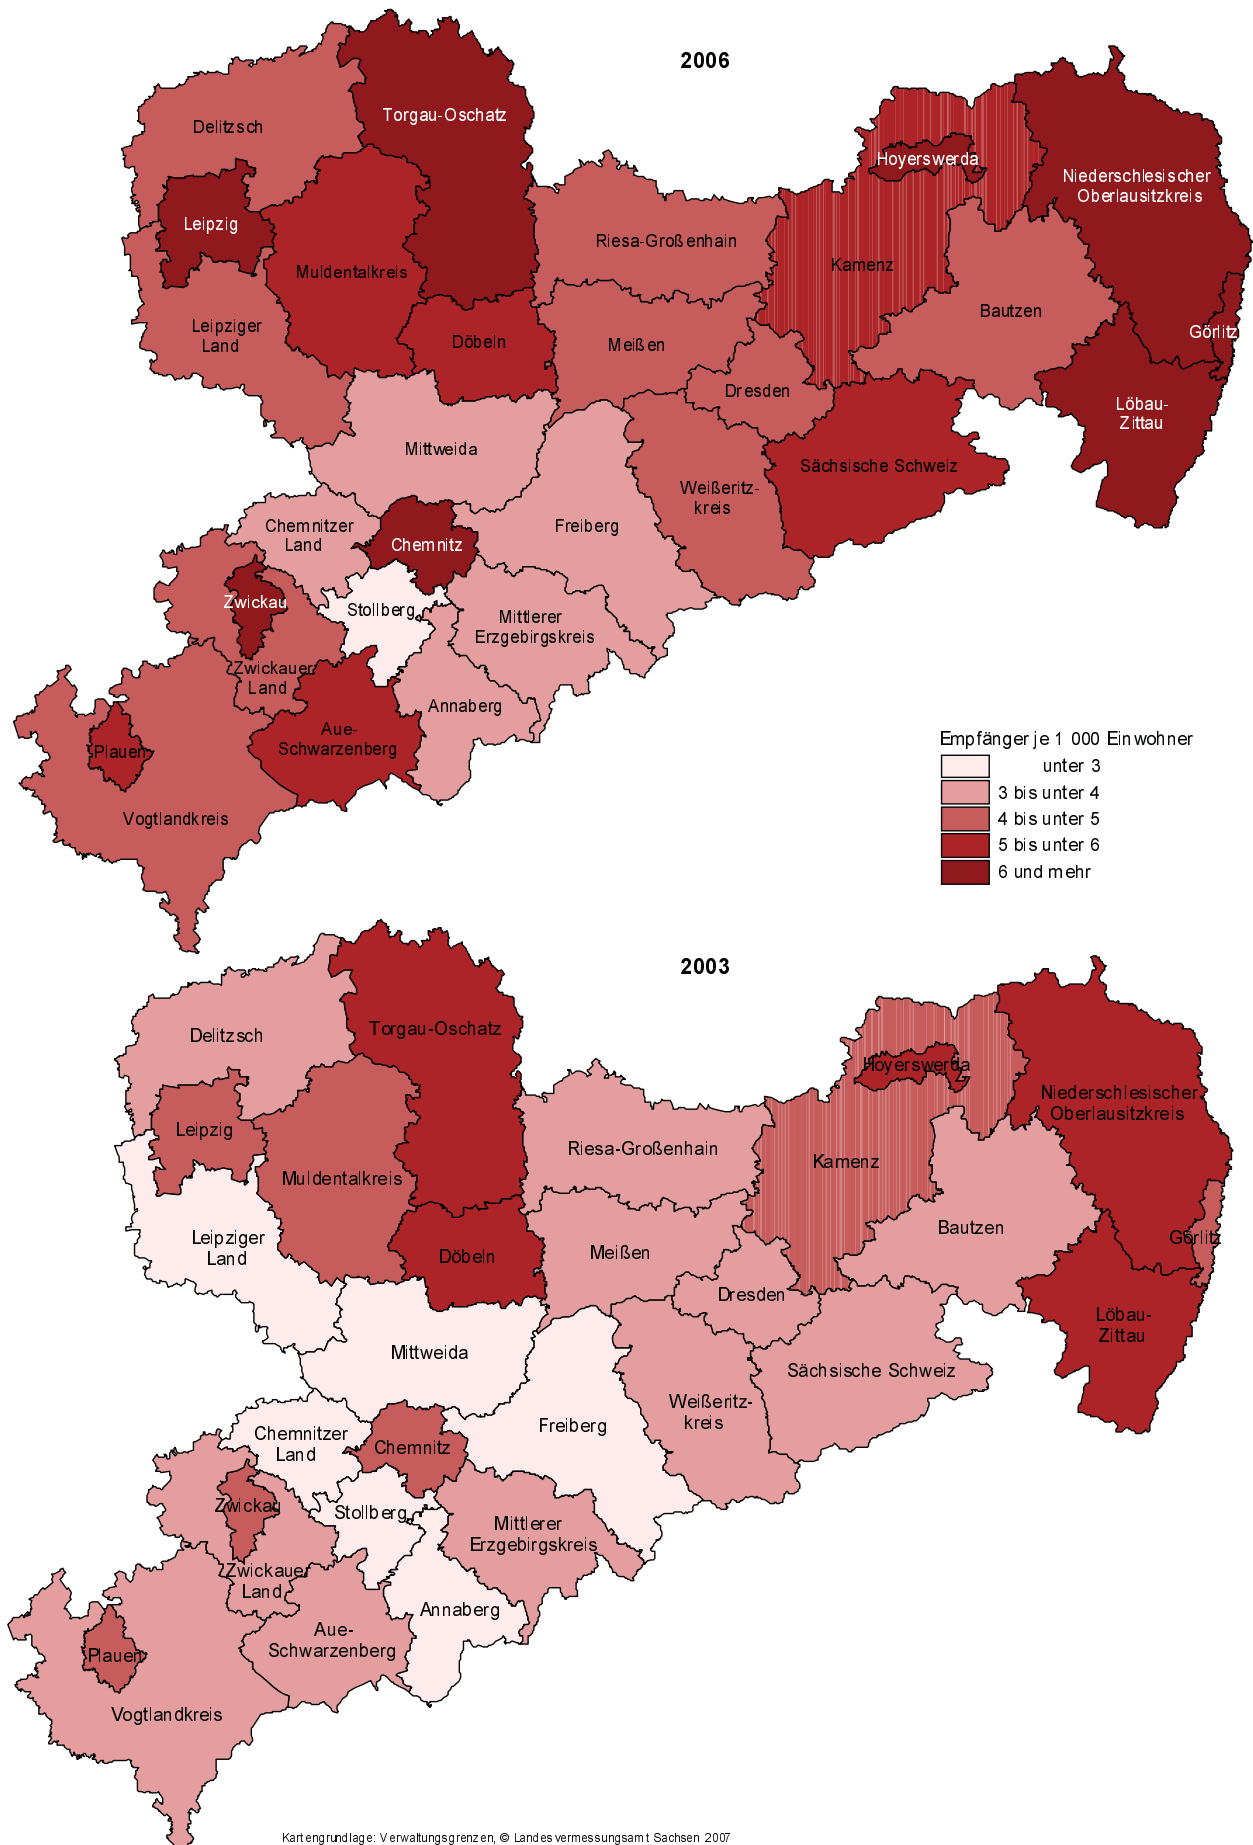 2006
Delitzsch
Torgau-Oschatz
Hoyerswerda
Niederschlesischer
Oberlausitzkreis
Leipzig
Riesa-Großenhain
Muldentalkreis
Kamenz
Bautzen
Leipziger
Land
Görlitz
Döbeln
Meißen
Dresden
Löbau-
Zittau
Mittweida
Sächsische Schweiz
Weißeritz-
kreis
Chemnitzer
Land
Freiberg
Chemnitz
Zwickau
Stollberg
Mittlerer
Erzgebirgskreis
Zwickauer
Land
Annaberg
Aue-
Schwarzenberg
Plauen
Vogtlandkreis
Empfänger je 1 000 Einwohner
unter 3
3 bis unter 4
4 bis unter 5
5 bis unter 6
6 und mehr
2003
Delitzsch
Torgau-Oschatz
Hoyerswerda
Niederschlesischer
Oberlausitzkreis
Leipzig
Riesa-Großenhain
Muldentalkreis
Kamenz
Bautzen
Leipziger
Land
Görlitz
Döbeln
Meißen
Dresden
Löbau-
Zittau
Mittweida
Sächsische Schweiz
Weißeritz-
kreis
Chemnitzer
Land
Freiberg
Chemnitz
Zwickau
Stollberg
Mittlerer
Erzgebirgskreis
Zwickauer
Land
Annaberg
Aue-
Schwarzenberg
Plauen
Vogtlandkreis
Kartengrundlage: Verwaltungsgrenzen, © Landesvermessungsamt Sachsen 2007